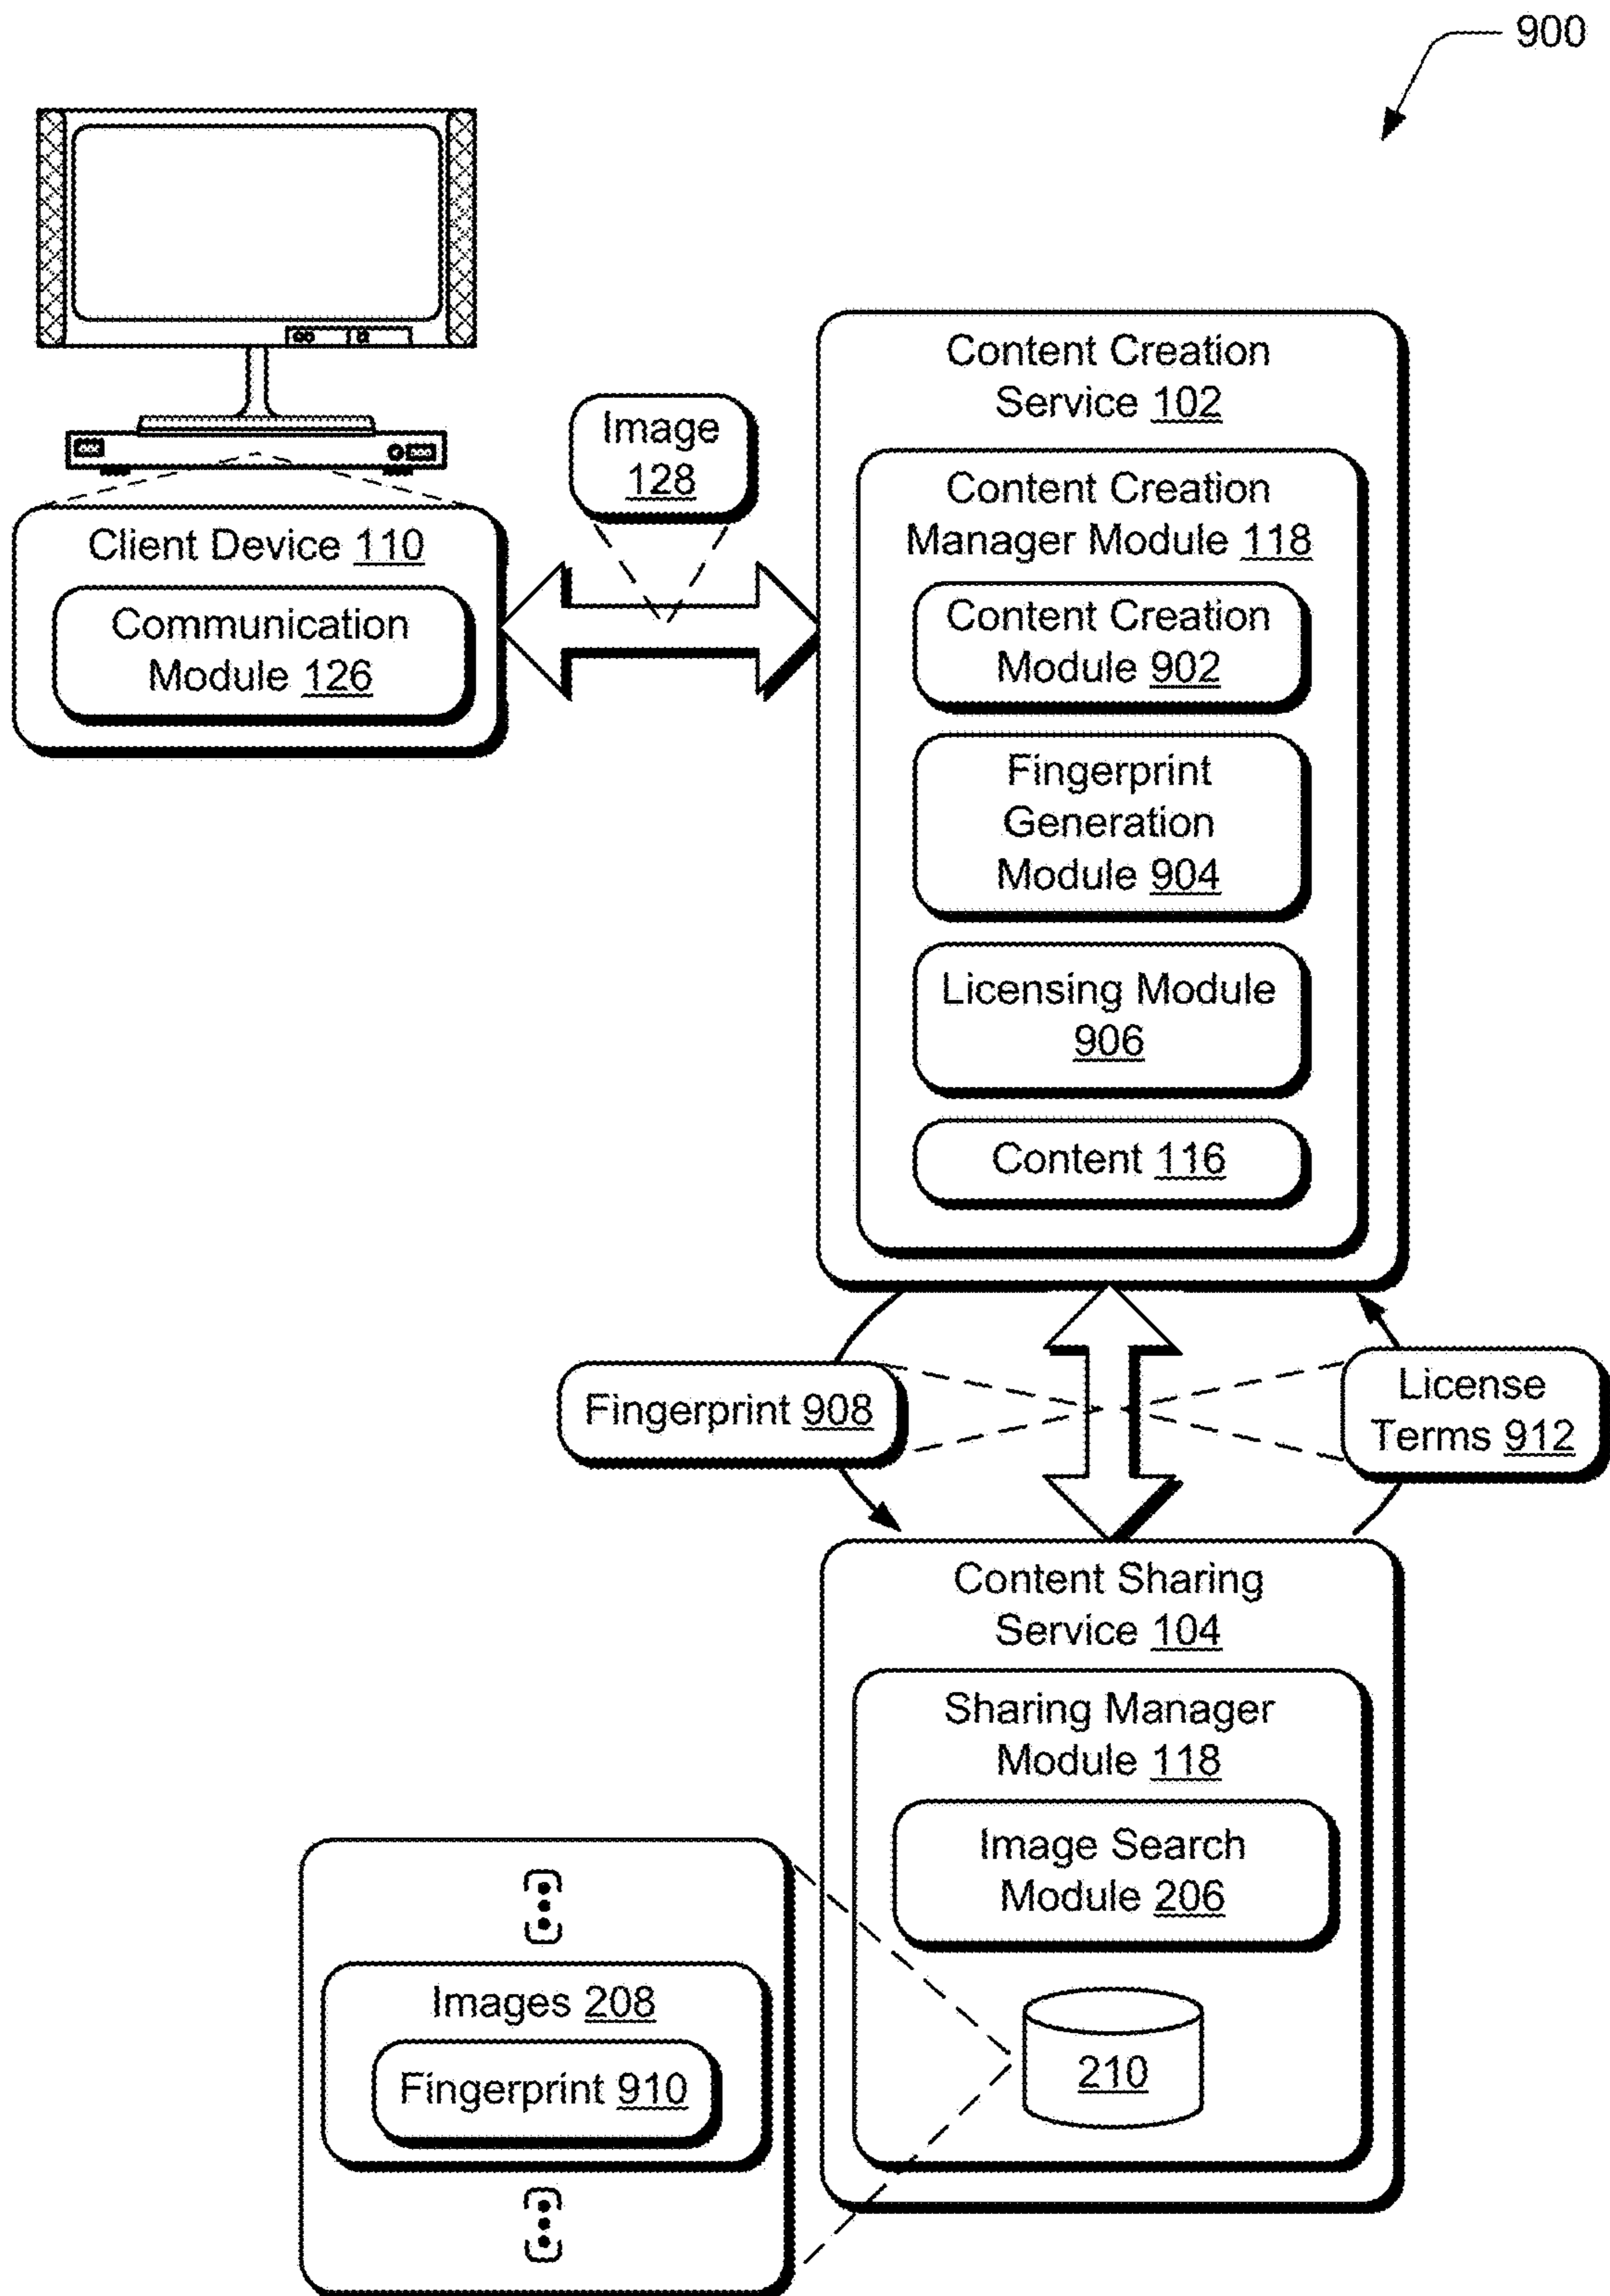 900
Content Creation
Service 102
Image
128
Content Creation
Manager Module 118
Client Device 110
Communication
Module 126
Content Creation
Module 902
Fingerprint
Generation
Module 904
Licensing Module
906
Content 116
Fingerprint 908
License
Terms 912
Content Sharing
Service 104
Sharing Manager
Module 118
Image Search
Module 206
Images 208
Fingerprint 910
210